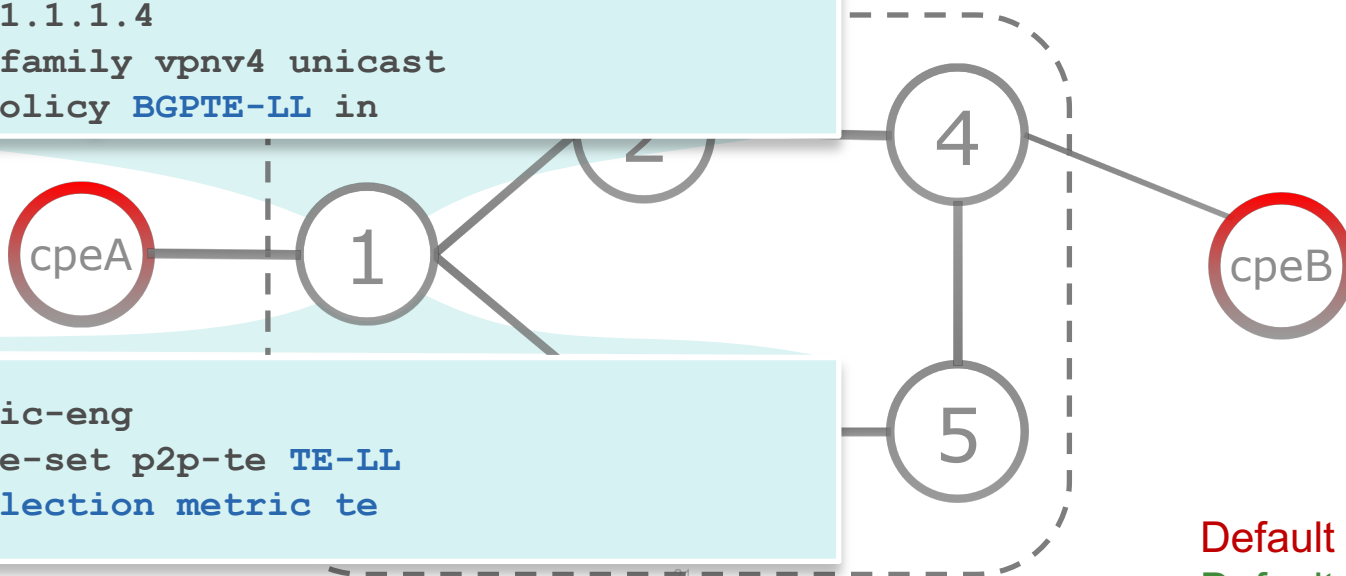 1.1.1.4
family vpnv4 unicast
olicy BGPTE-LL in
2
4
cpeA
1
cpeB
ic-eng
e-set p2p-te TE-LL
lection metric te
5
Default